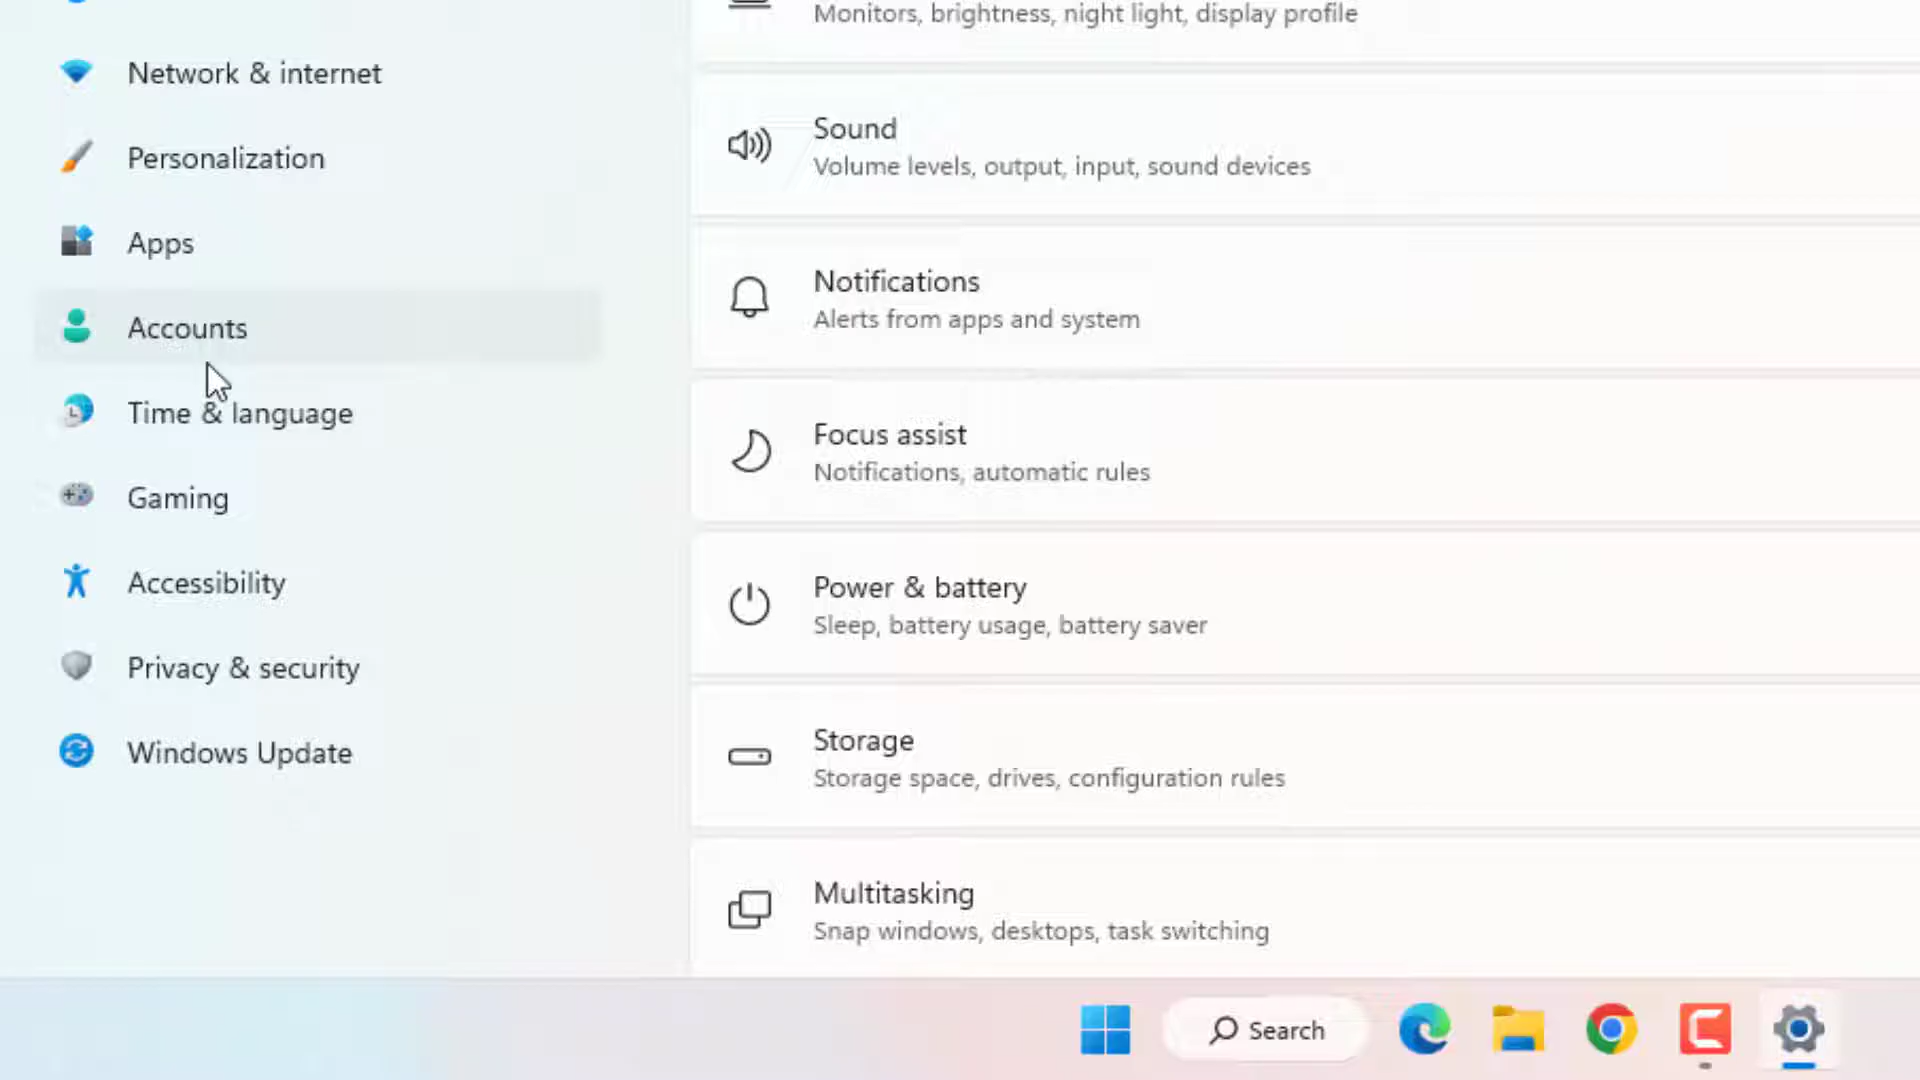 Network & internet
Personalization
Apps
Accounts
Time & language
Gaming
Accessibility
Privacy & security
Windows Update
Monitors, brightness, night light, display profile
Sound
Volume levels, output, input, sound devices
Notifications
Alerts from apps and system
Focus assist
Notifications, automatic rules
Power & battery
Sleep, battery usage, battery saver
Storage
Storage space, drives, configuration rules
Multitasking
Snap windows, desktops, task switching
Search